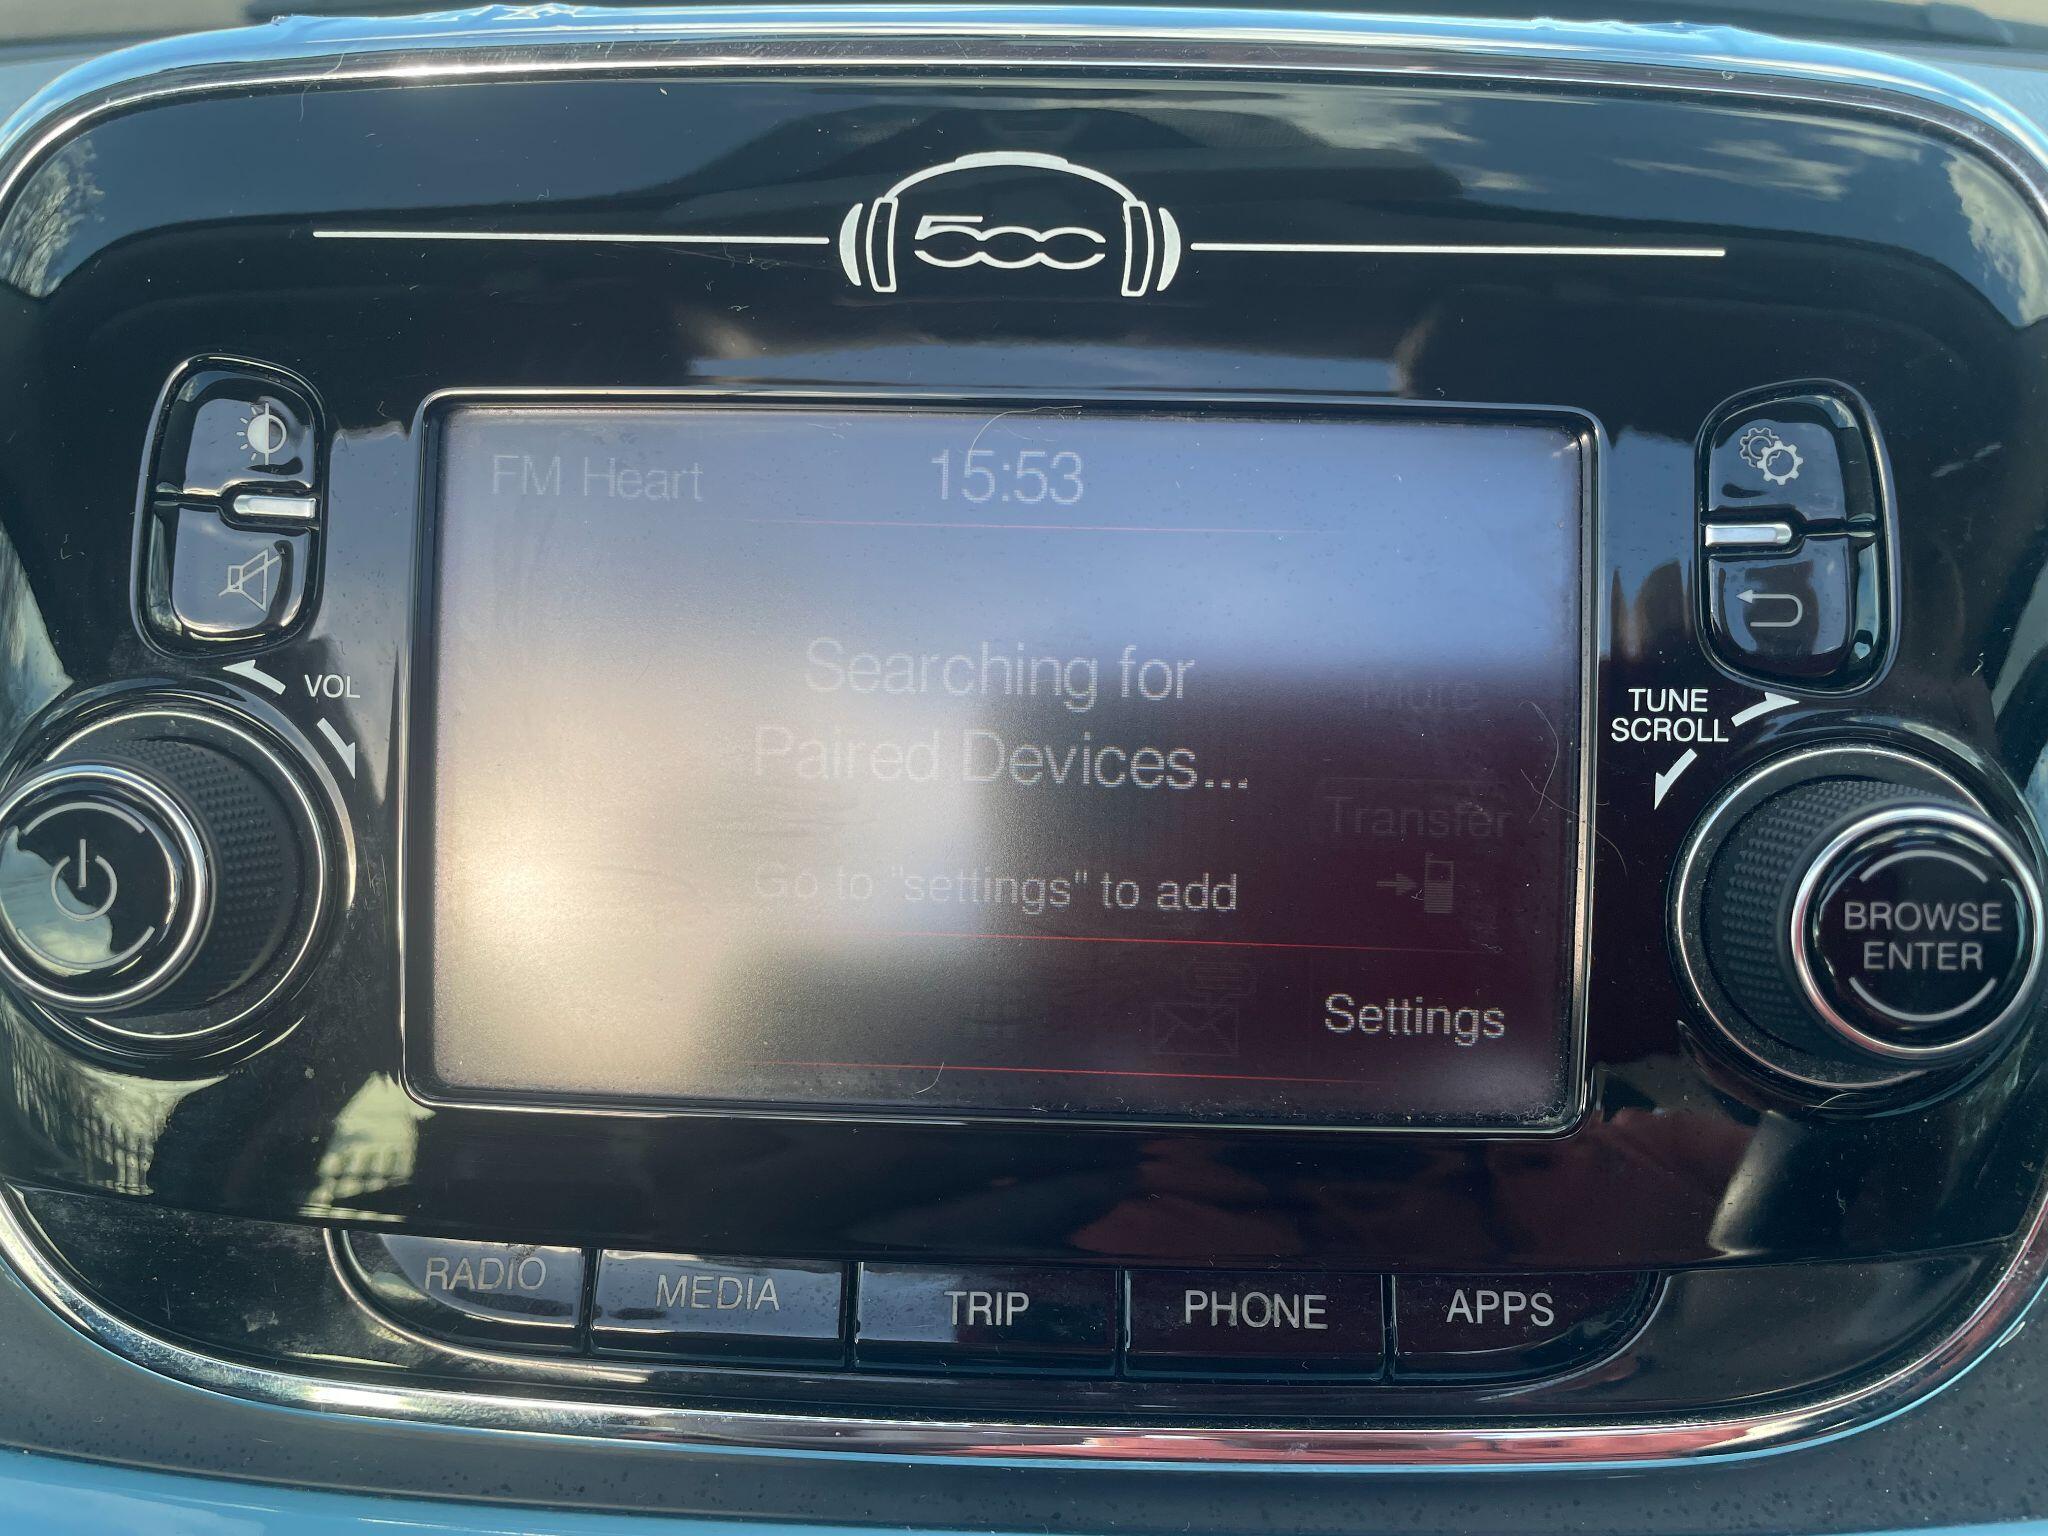 500
FM Heart
15:53
Searching for
Paired Devices...
Go to "settings" to add
More
Transfer
Settings
VOL
TUNE
SCROLL
BROWSE
ENTER
RADIO
MEDIA
TRIP
PHONE
APPS